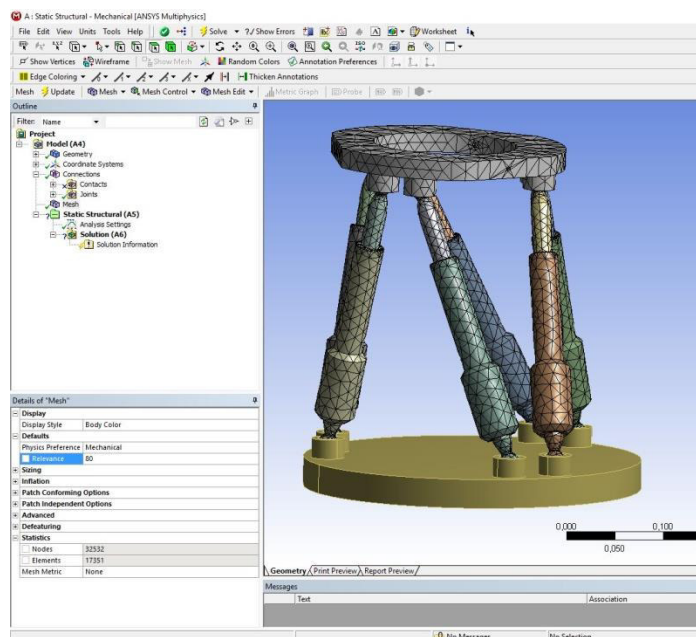 A : Static Structural - Mechanical [ANSYS Multiphysics]
File Edit View Units Tools Help Solve Show Errors Worksheet
Show Vertices Wireframe Show Mesh Random Colors Annotation Preferences
Edge Coloring Thicken Annotations
Mesh Update Mesh Mesh Control Mesh Edit Metric Graph Probe
Outline
Filter: Name
Project
Model (A4)
Geometry
Coordinate Systems
Connections
Contacts
Joints
Mesh
Static Structural (A5)
Analysis Settings
Solution (A6)
Solution Information
Details of "Mesh"
Display
Display Style Body Color
Defaults
Physics Preference Mechanical
Relevance 80
Sizing
Inflation
Patch Conforming Options
Patch Independent Options
Advanced
Defeaturing
Statistics
Nodes 32532
Elements 17351
Mesh Metric None
0,000 0,100
0,050
Geometry Print Preview Report Preview
Messages
Text Association
No Messages No Selection